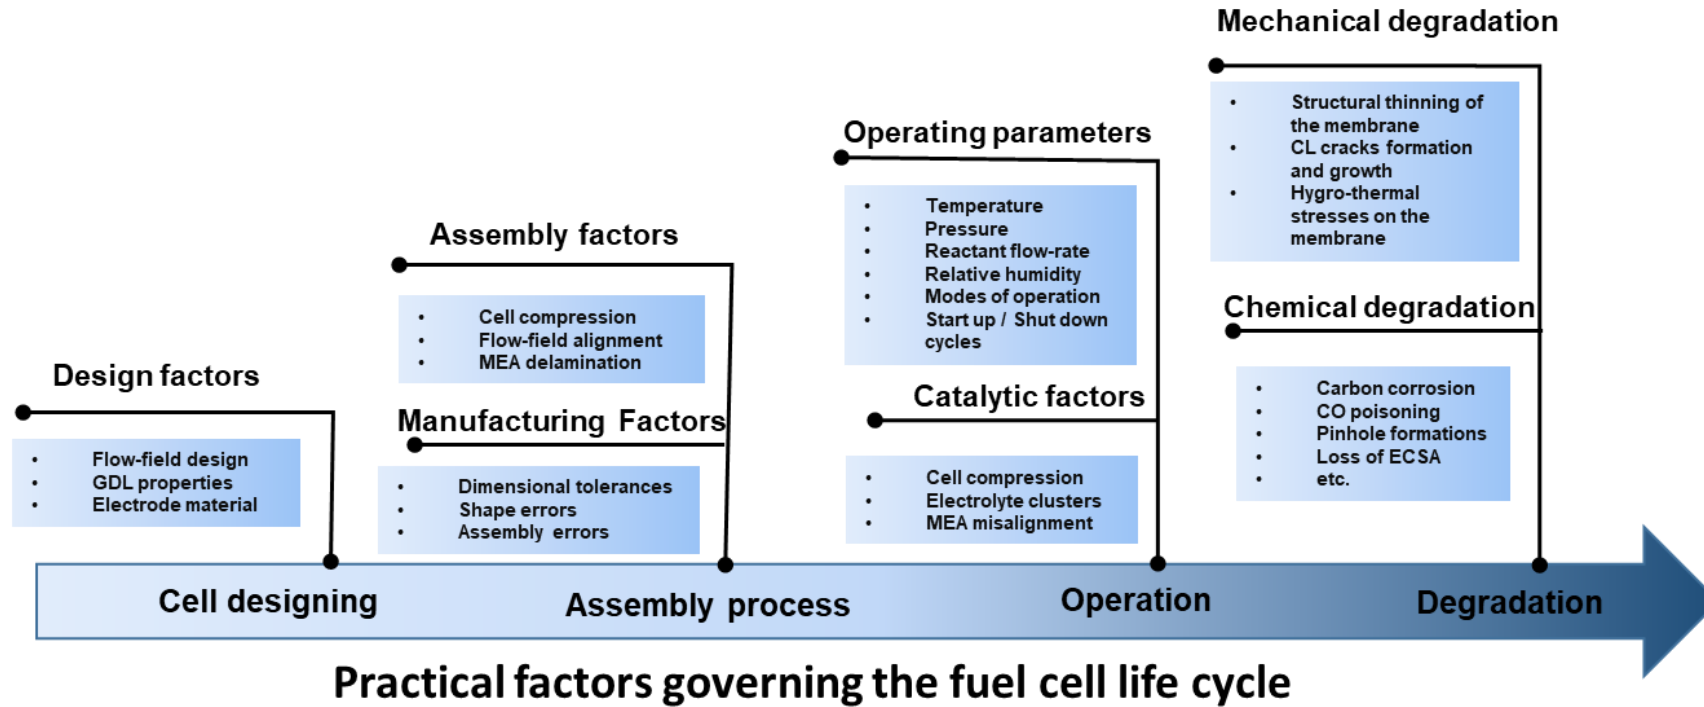 Design factors
• Flow-field design
• GDL properties
• Electrode material
Assembly factors
• Cell compression
• Flow-field alignment
• MEA delamination
Manufacturing Factors
• Dimensional tolerances
• Shape errors
• Assembly errors
Operating parameters
• Temperature
• Pressure
• Reactant flow-rate
• Relative humidity
• Modes of operation
• Start up / Shut down
cycles
Catalytic factors
• Cell compression
• Electrolyte clusters
• MEA misalignment
Mechanical degradation
• Structural thinning of
the membrane
• CL cracks formation
and growth
• Hygro-thermal
stresses on the
membrane
Chemical degradation
• Carbon corrosion
• CO poisoning
• Pinhole formations
• Loss of ECSA
• etc.
Cell designing
Assembly process
Operation
Degradation
Practical factors governing the fuel cell life cycle